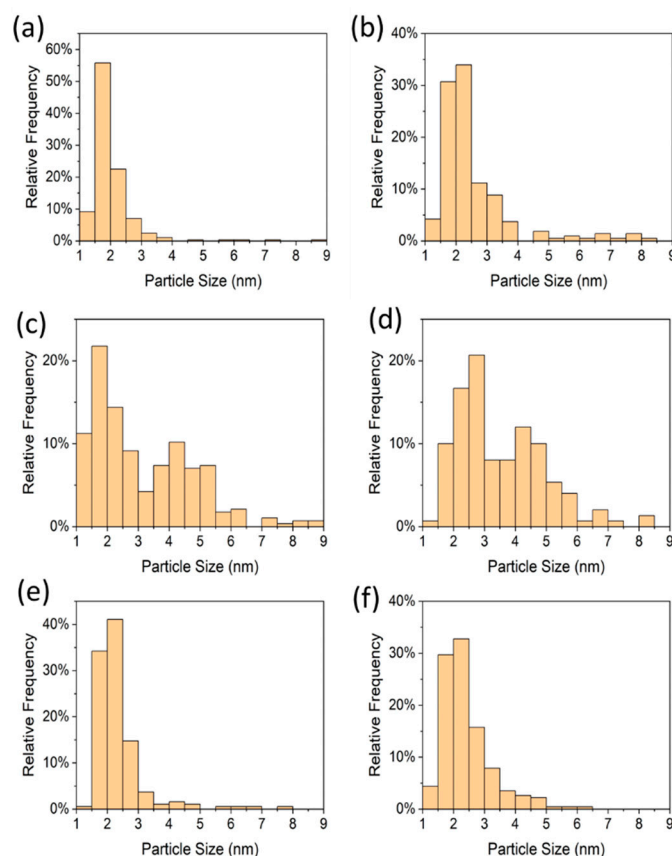 (a)
60%
50%
40%
30%
20%
10%
0%
Relative Frequency
1 2 3 4 5 6 7 8 9
Particle Size (nm)
(b)
40%
30%
20%
10%
0%
Relative Frequency
1 2 3 4 5 6 7 8 9
Particle Size (nm)
(c)
20%
10%
0%
Relative Frequency
1 2 3 4 5 6 7 8 9
Particle Size (nm)
(d)
20%
10%
0%
Relative Frequency
1 2 3 4 5 6 7 8 9
Particle Size (nm)
(e)
40%
30%
20%
10%
0%
Relative Frequency
1 2 3 4 5 6 7 8 9
Particle Size (nm)
(f)
40%
30%
20%
10%
0%
Relative Frequency
1 2 3 4 5 6 7 8 9
Particle Size (nm)